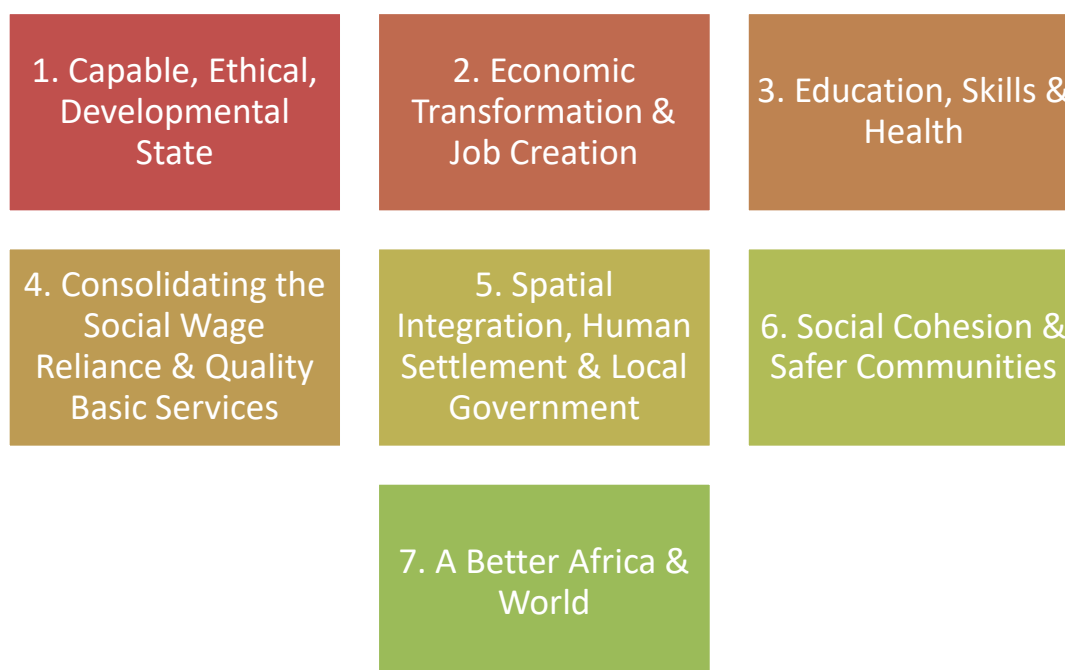 1. Capable, Ethical,
Developmental
State
2. Economic
Transformation &
Job Creation
3. Education, Skills &
Health
4. Consolidating the
Social Wage
Reliance & Quality
Basic Services
5. Spatial
Integration, Human
Settlement & Local
Government
6. Social Cohesion &
Safer Communities
7. A Better Africa &
World